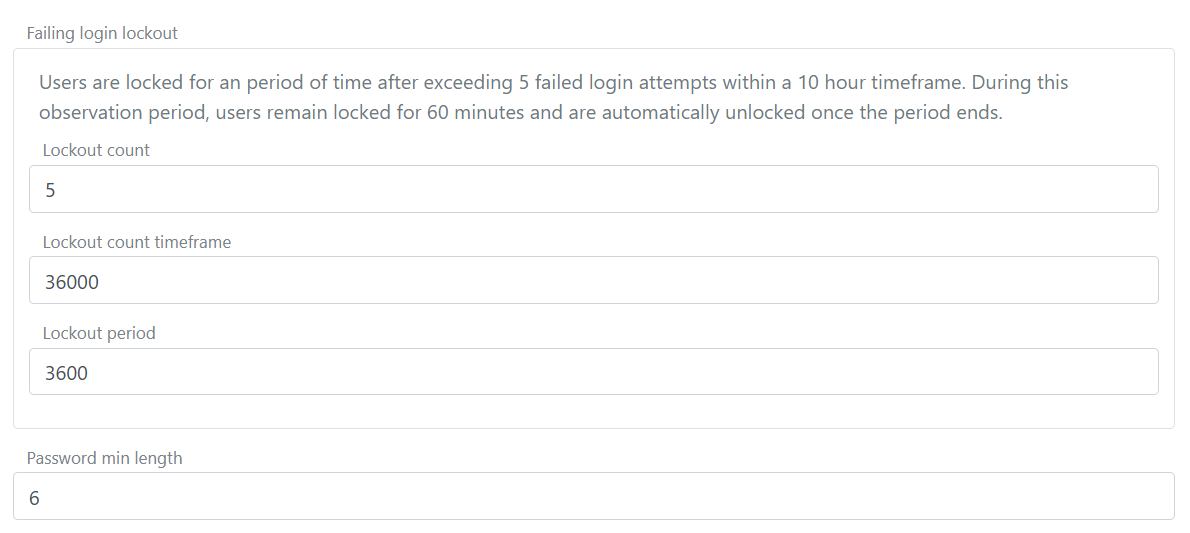 Failing login lockout
Users are locked for an period of time after exceeding 5 failed login attempts within a 10 hour timeframe. During this
observation period, users remain locked for 60 minutes and are automatically unlocked once the period ends.
Lockout count
5
Lockout count timeframe
36000
Lockout period
3600
Password min length
6